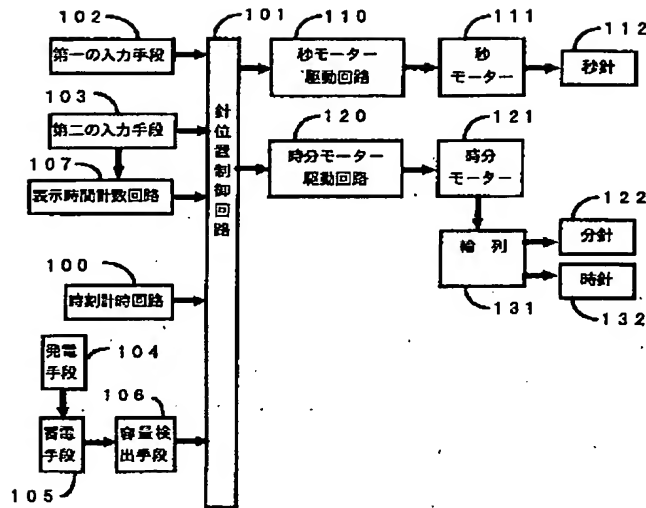 102
第一の入力手段
103
第二の入力手段
107
表示時間計数回路
100
時刻計時回路
発電
手段
104
蓄電
手段
105
106
容量検
出手段
101
針位置制御回路
110
秒モーター
駆動回路
111
秒
モーター
112
秒針
120
時分モーター
駆動回路
121
時分
モーター
輪 列
131
122
分針
時針
132